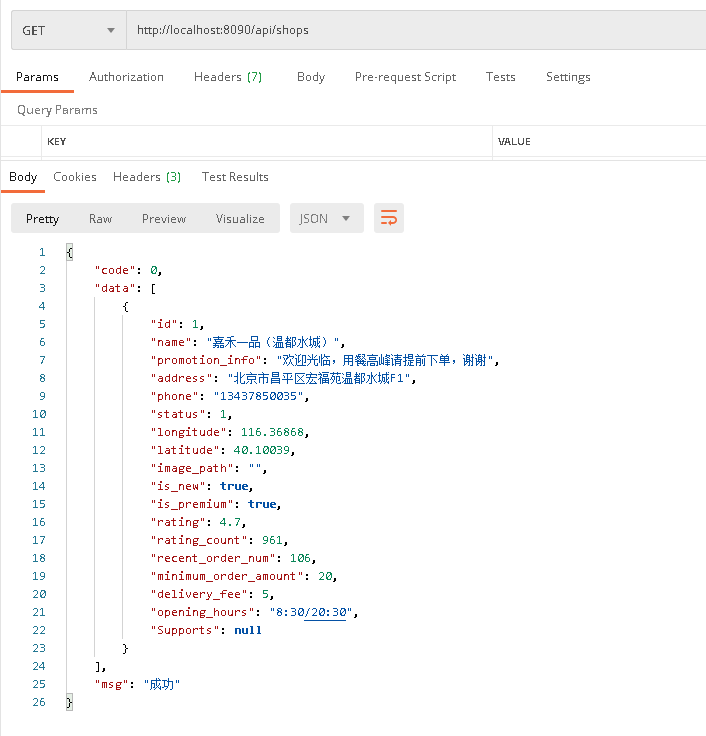 GET http://localhost:8090/api/shops
Params Authorization Headers (7) Body Pre-request Script Tests Settings
Query Params
KEY VALUE
Body Cookies Headers (3) Test Results
Pretty Raw Preview Visualize JSON
1 {
2 "code": 0,
3 "data": [
4 {
5 "id": 1,
6 "name": "嘉禾一品（温都水城）",
7 "promotion_info": "欢迎光临，用餐高峰请提前下单，谢谢",
8 "address": "北京市昌平区宏福苑温都水城F1",
9 "phone": "13437850035",
10 "status": 1,
11 "longitude": 116.36868,
12 "latitude": 40.10039,
13 "image_path": "",
14 "is_new": true,
15 "is_premium": true,
16 "rating": 4.7,
17 "rating_count": 961,
18 "recent_order_num": 106,
19 "minimum_order_amount": 20,
20 "delivery_fee": 5,
21 "opening_hours": "8:30/20:30",
22 "Supports": null
23 }
24 ],
25 "msg": "成功"
26 }